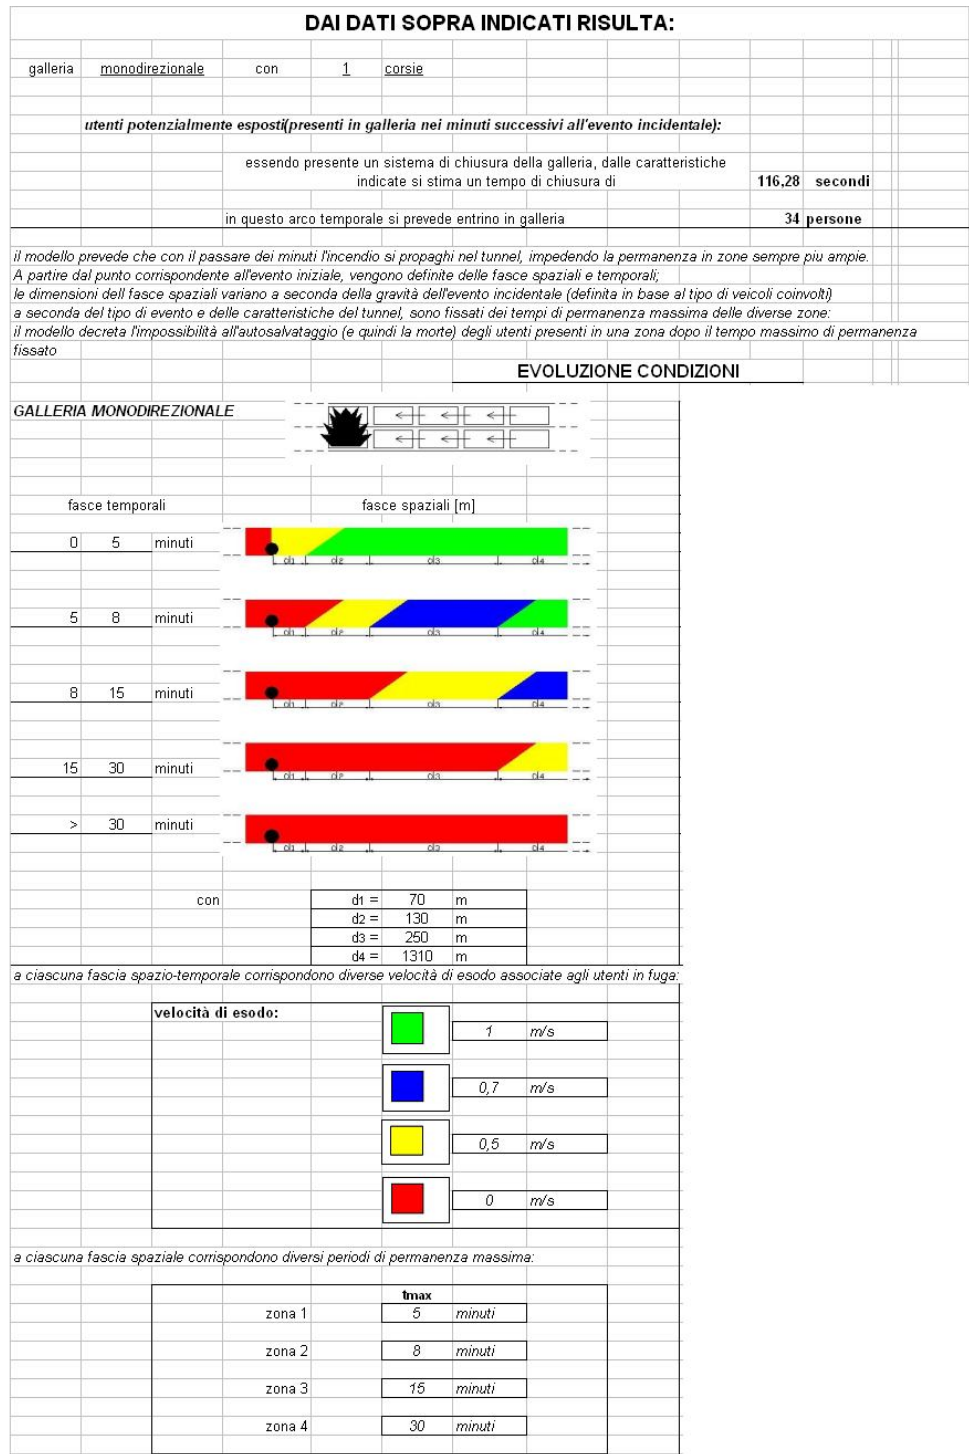 DAI DATI SOPRA INDICATI RISULTA:
galleria monodirezionale con 1 corsie
utenti potenzialmente esposti(presenti in galleria nei minuti successivi all'evento incidentale):
essendo presente un sistema di chiusura della galleria, dalle caratteristiche
indicate si stima un tempo di chiusura di 116,28 secondi
in questo arco temporale si prevede entrino in galleria 34 persone
il modello prevede che con il passare dei minuti l'incendio si propaghi nel tunnel, impedendo la permanenza in zone sempre piu ampie.
A partire dal punto corrispondente all'evento iniziale, vengono definite delle fasce spaziali e temporali;
le dimensioni dell fasce spaziali variano a seconda della gravità dell'evento incidentale (definita in base al tipo di veicoli coinvolti)
a seconda del tipo di evento e delle caratteristiche del tunnel, sono fissati dei tempi di permanenza massima delle diverse zone:
il modello decreta l'impossibilità all'autosalvataggio (e quindi la morte) degli utenti presenti in una zona dopo il tempo massimo di permanenza
fissato
EVOLUZIONE CONDIZIONI
GALLERIA MONODIREZIONALE
fasce temporali fasce spaziali [m]
0 5 minuti
d1 d2 d3 d4
5 8 minuti
d1 d2 d3 d4
8 15 minuti
d1 d2 d3 d4
15 30 minuti
d1 d2 d3 d4
> 30 minuti
d1 d2 d3 d4
con d1 = 70 m
d2 = 130 m
d3 = 250 m
d4 = 1310 m
a ciascuna fascia spazio-temporale corrispondono diverse velocità di esodo associate agli utenti in fuga:
velocità di esodo:
1 m/s
0,7 m/s
0,5 m/s
0 m/s
a ciascuna fascia spaziale corrispondono diversi periodi di permanenza massima:
tmax
zona 1 5 minuti
zona 2 8 minuti
zona 3 15 minuti
zona 4 30 minuti